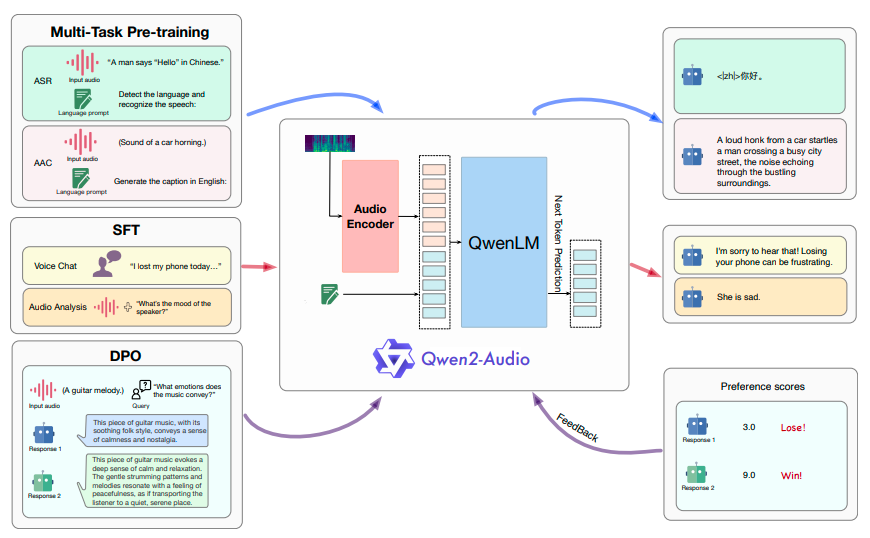 Multi-Task Pre-training
ASR
Input audio
“A man says “Hello” in Chinese.”
Language prompt
Detect the language and
recognize the speech:
AAC
Input audio
(Sound of a car horning.)
Language prompt
Generate the caption in English:
SFT
Voice Chat
“I lost my phone today…”
Audio Analysis
“What’s the mood of the
speaker?”
DPO
Input audio
(A guitar melody.)
Query
“What emotions does
the music convey?”
Response 1
This piece of guitar music, with its
soothing folk style, conveys a sense
of calmness and nostalgia.
Response 2
This piece of guitar music evokes a
deep sense of calm and relaxation.
The gentle strumming patterns and
melodies resonate with a feeling of
peacefulness, as if transporting the
listener to a quiet, serene place.
Audio
Encoder
QwenLM
Next Token Prediction
Qwen2-Audio
<|zh|>你好。
A loud honk from a car startles
a man crossing a busy city
street, the noise echoing
through the bustling
surroundings.
I'm sorry to hear that! Losing
your phone can be frustrating.
She is sad.
FeedBack
Preference scores
Response 1
3.0
Lose!
Response 2
9.0
Win!